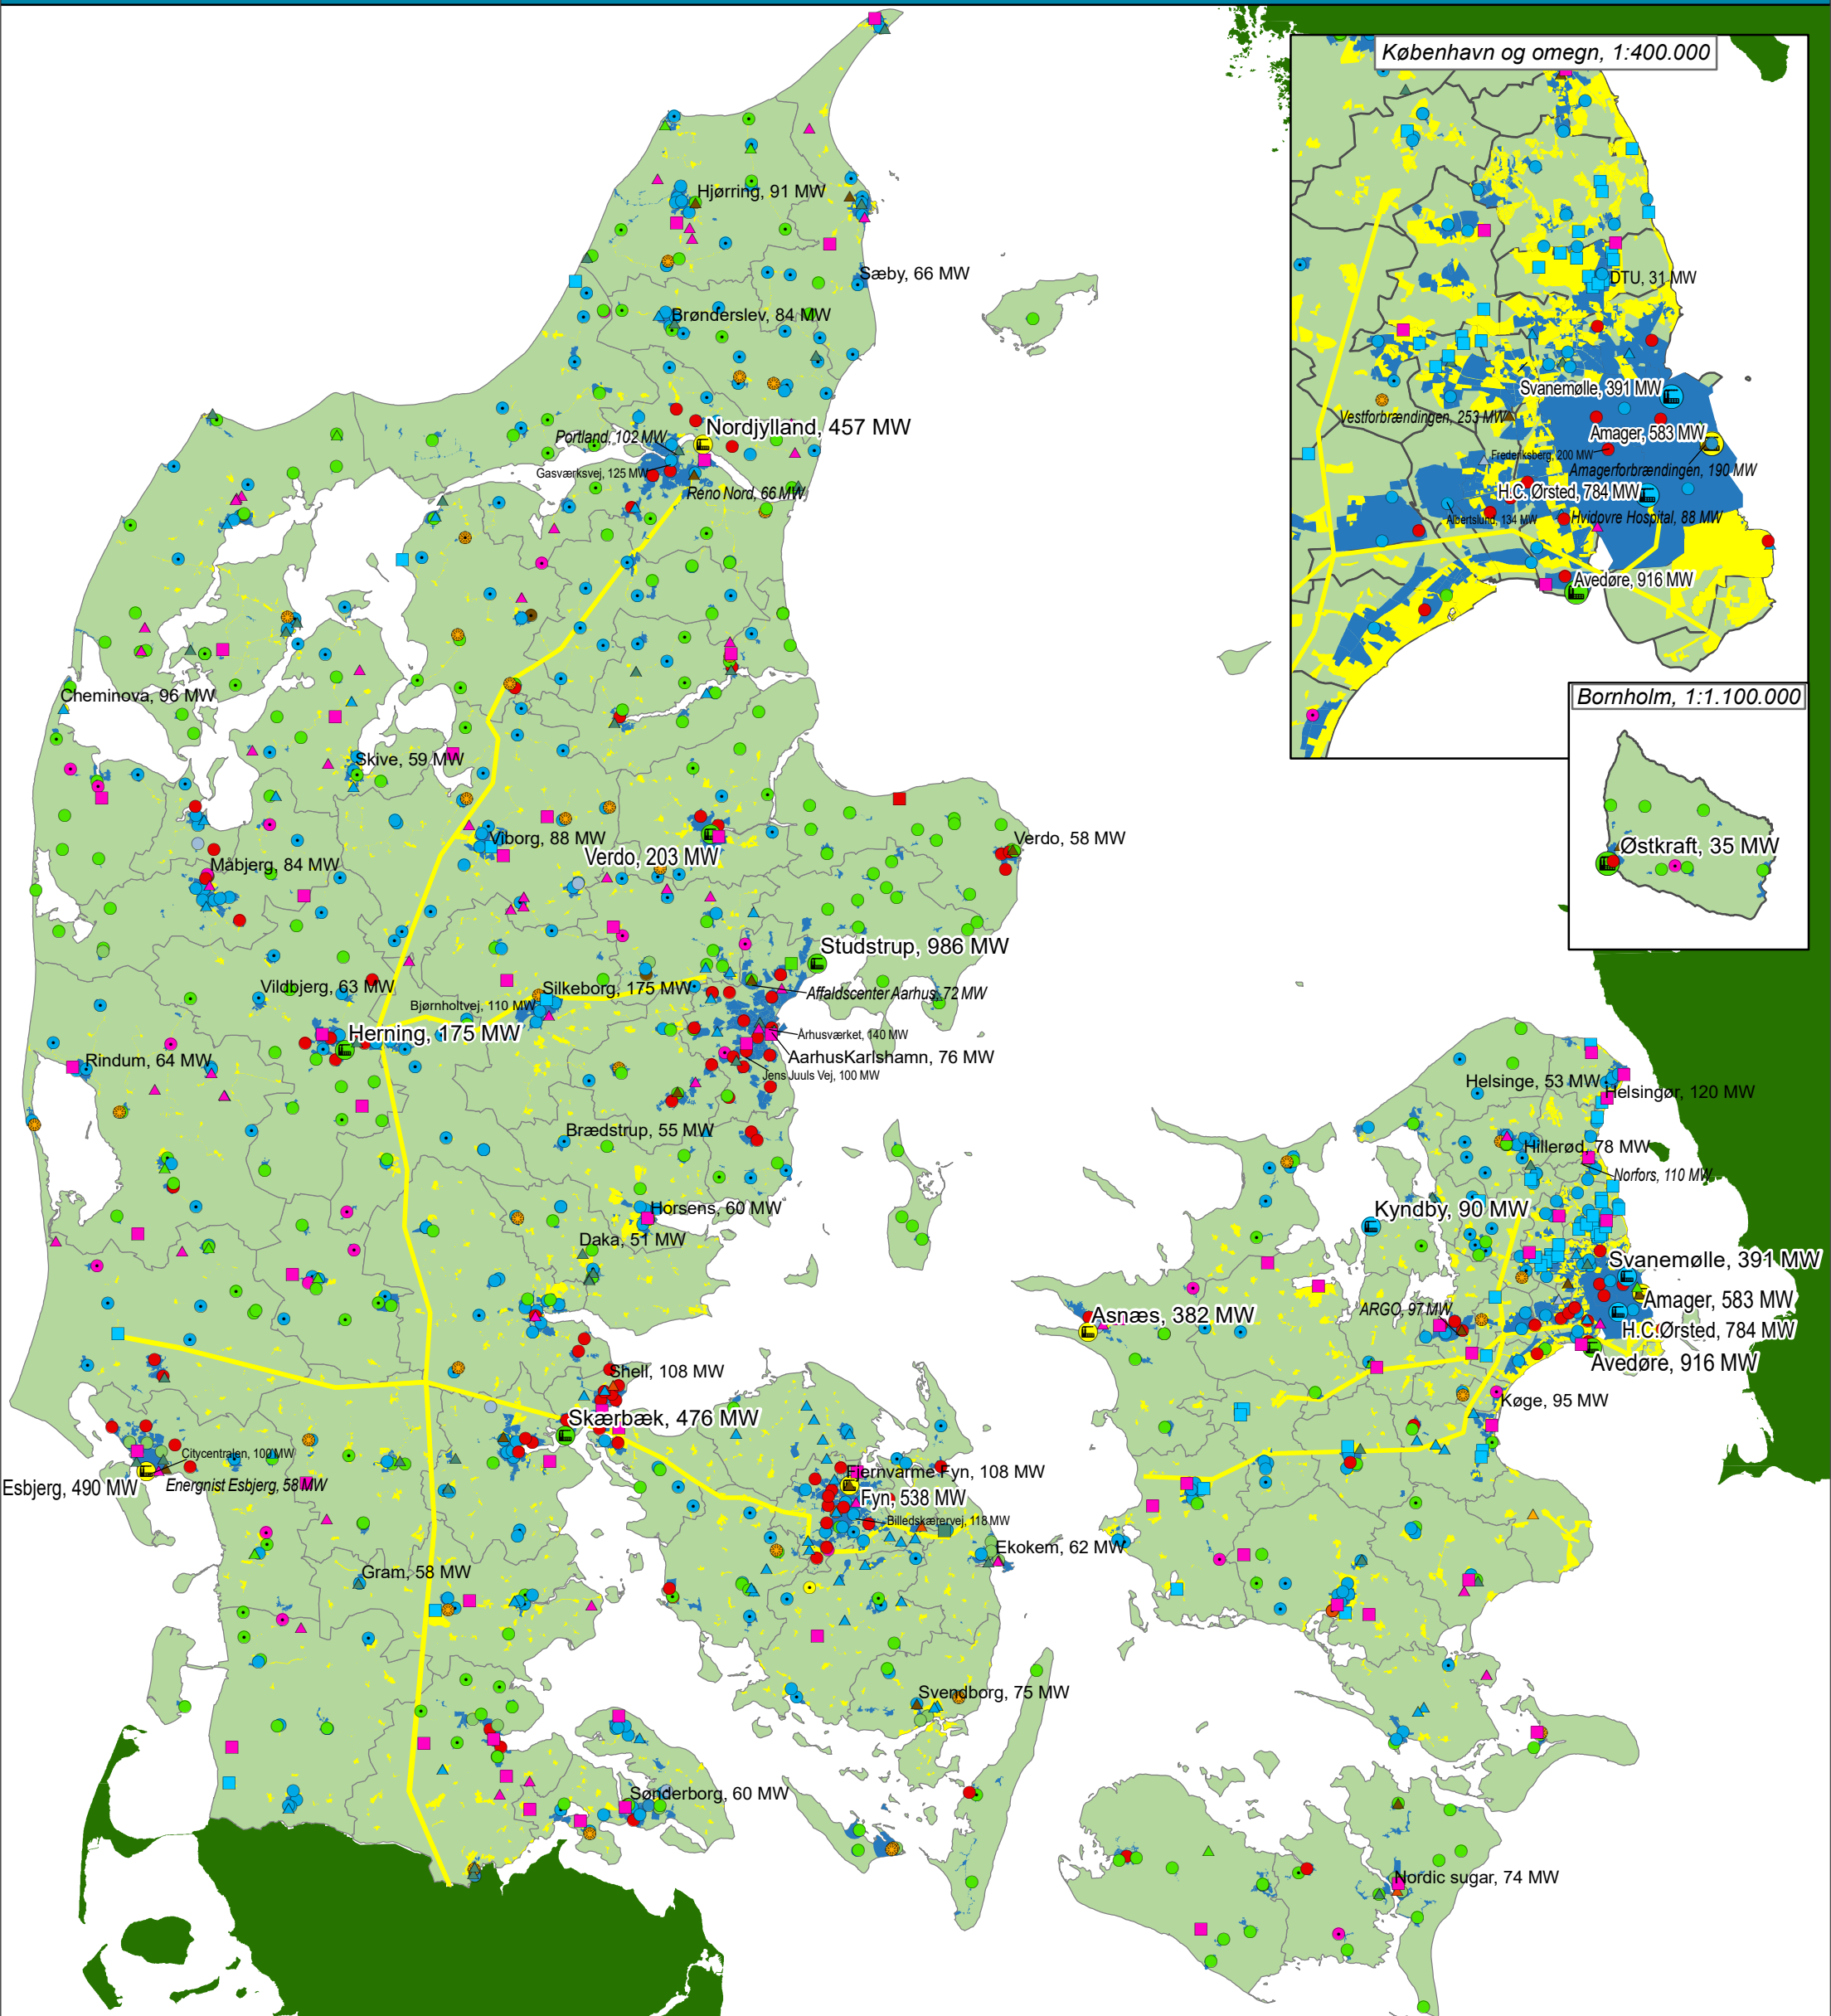 København og omegn, 1:400.000
Hjørring, 91 MW
Sæby, 66 MW
DTU, 31 MW
Brønderslev, 84 MW
Svanemølle, 391 MW
Vestforbrændingen, 253 MW
Nordjylland, 457 MW
Portland, 102 MW
Amager, 583 MW
Frederiksberg, 200 MW
Gasværksvej, 125 MW
Amagerforbrændingen, 190 MW
Reno Nord, 66 MW
H.C. Ørsted, 784 MW
Albertslund, 134 MW
Hvidovre Hospital, 88 MW
Avedøre, 916 MW
Cheminova, 96 MW
Bornholm, 1:1.100.000
Skive, 59 MW
Viborg, 88 MW
Verdo, 58 MW
Østkraft, 35 MW
Verdo, 203 MW
Måbjerg, 84 MW
Studstrup, 986 MW
Vildbjerg, 63 MW
Silkeborg, 175 MW
Affaldscenter Aarhus, 72 MW
Bjørnholtvej, 110 MW
Herning, 175 MW
Århusværket, 140 MW
AarhusKarlshamn, 76 MW
Rindum, 64 MW
Jens Juuls Vej, 100 MW
Helsinge, 53 MW
Helsingør, 120 MW
Brædstrup, 55 MW
Hillerød, 78 MW
Norfors, 110 MW
Horsens, 60 MW
Kyndby, 90 MW
Daka, 51 MW
Svanemølle, 391 MW
Amager, 583 MW
Asnæs, 382 MW
ARGO, 97 MW
H.C.Ørsted, 784 MW
Avedøre, 916 MW
Shell, 108 MW
Køge, 95 MW
Skærbæk, 476 MW
Citycentralen, 100 MW
Fjernvarme Fyn, 108 MW
Esbjerg, 490 MW
Energnist Esbjerg, 58 MW
Fyn, 538 MW
Billedskærervej, 118 MW
Ekokem, 62 MW
Gram, 58 MW
Svendborg, 75 MW
Sønderborg, 60 MW
Nordic sugar, 74 MW